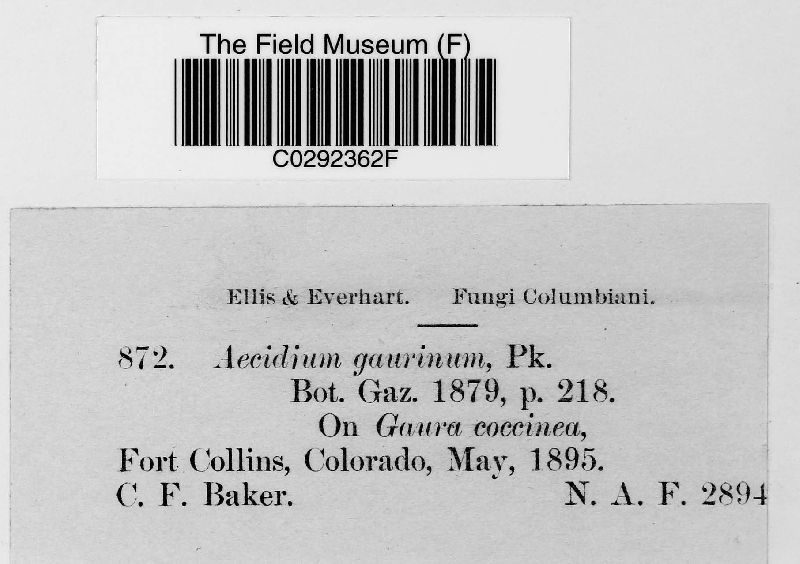 The Field Museum (F)
C0292362F
Ellis & Everhart. Fungi Columbiani.
872. Aecidium gaurinum, Pk.
Bot. Gaz. 1879, p. 218.
On Gaura coccinea,
Fort Collins, Colorado, May, 1895.
C. F. Baker. N. A. F. 2894